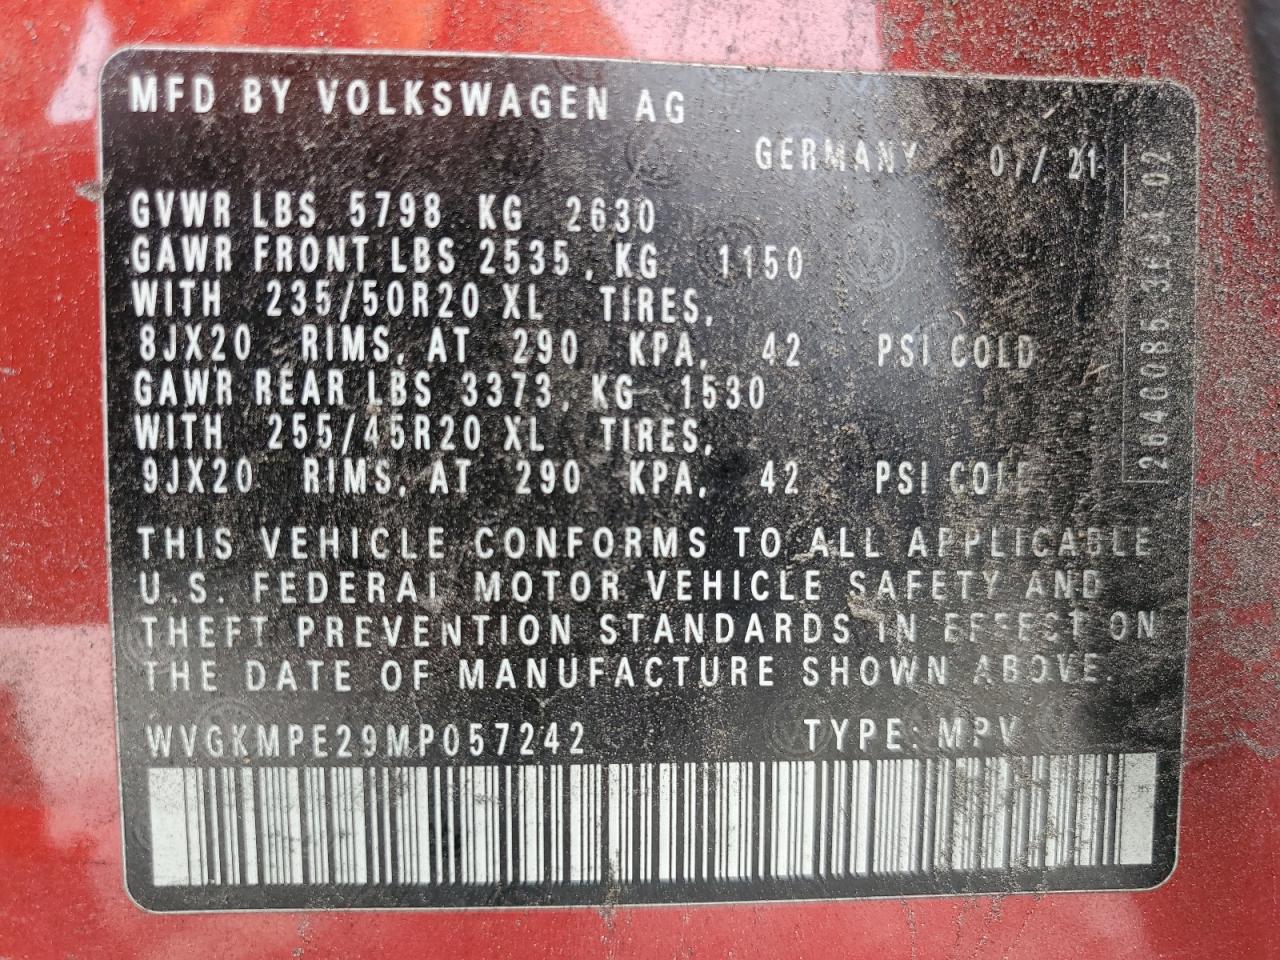 MFD BY VOLKSWAGEN AG
GERMANY 07/21
GVWR LBS 5798 KG 2630
GAWR FRONT LBS 2535, KG 1150
WITH 235/50R20 XL TIRES,
8JX20 RIMS, AT 290 KPA, 42 PSI COLD
GAWR REAR LBS 3373, KG 1530
WITH 255/45R20 XL TIRES,
9JX20 RIMS, AT 290 KPA, 42 PSI COLD
THIS VEHICLE CONFORMS TO ALL APPLICABLE
U.S. FEDERAL MOTOR VEHICLE SAFETY AND
THEFT PREVENTION STANDARDS IN EFFECT ON
THE DATE OF MANUFACTURE SHOWN ABOVE.
WVGKMPE29MP057242 TYPE: MPV